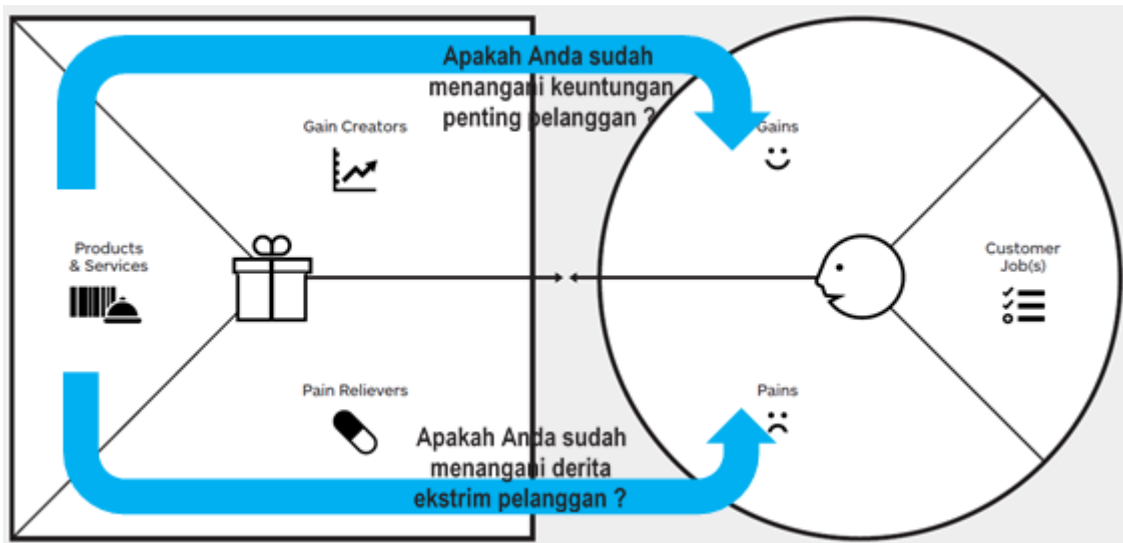 Apakah Anda sudah
menangani keuntungan
penting pelanggan ?
Gain Creators
Gains
Products
& Services
Customer
Job(s)
Pain Relievers
Pains
Apakah Anda sudah
menangani derita
ekstrim pelanggan ?